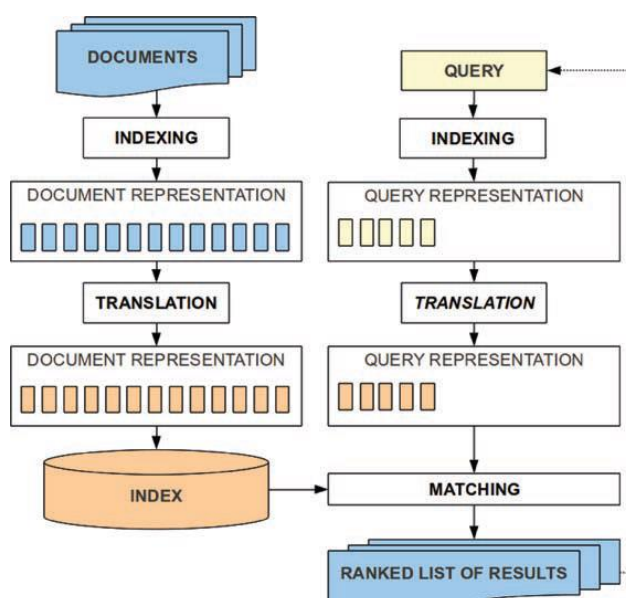 DOCUMENTS
QUERY
INDEXING
INDEXING
DOCUMENT REPRESENTATION
QUERY REPRESENTATION
TRANSLATION
TRANSLATION
DOCUMENT REPRESENTATION
QUERY REPRESENTATION
INDEX
MATCHING
RANKED LIST OF RESULTS